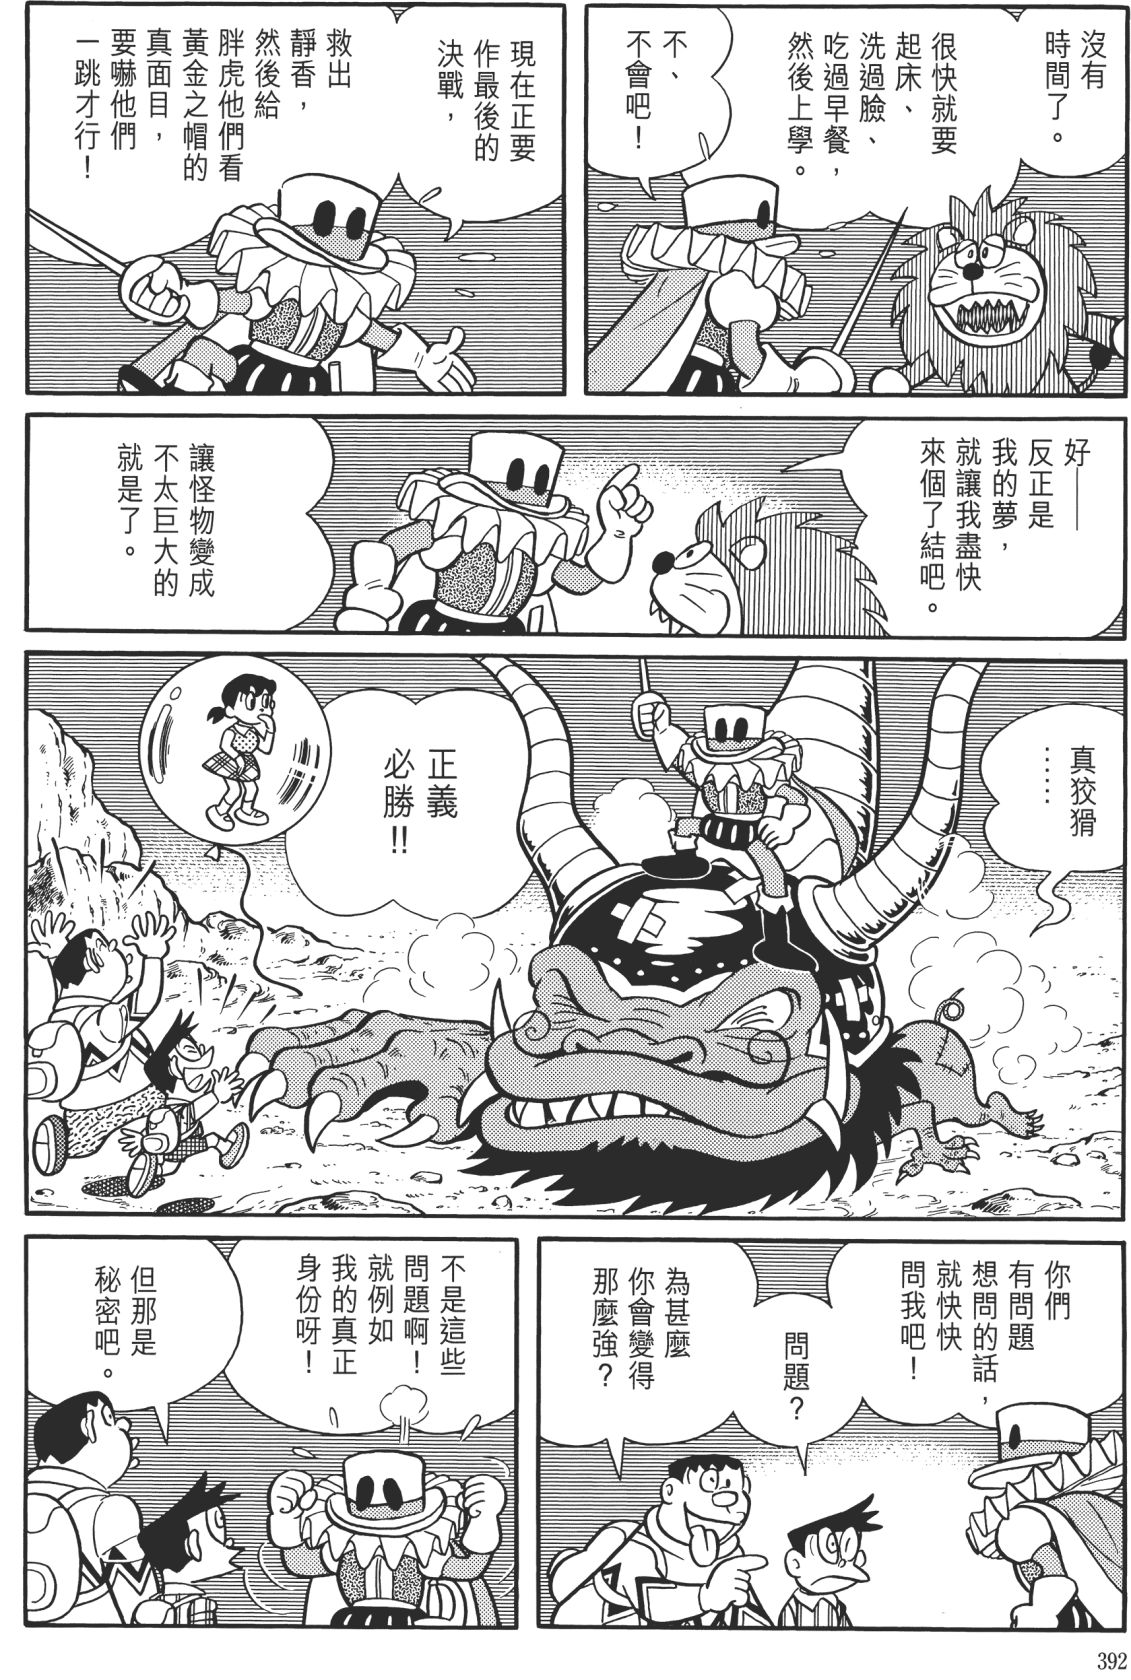 沒有
時間了。
很快就要
起床、
洗過臉、
吃過早餐，
然後上學。
不、
不會吧！
現在正要
作最後的
決戰，
救出
靜香，
然後給
胖虎他們看
黃金之帽的
真面目，
要嚇他們
一跳才行！
好——
反正是
我的夢，
就讓我盡快
來個了結吧。
讓怪物變成
不太巨大的
就是了。
真狡猾
……
正義
必勝!!
你們
有問題
想問的話，
就快快
問我吧！
問題？
為甚麼
你會變得
那麼強？
不是這些
問題啊！
就例如
我的真正
身份呀！
但那是
秘密吧。
392